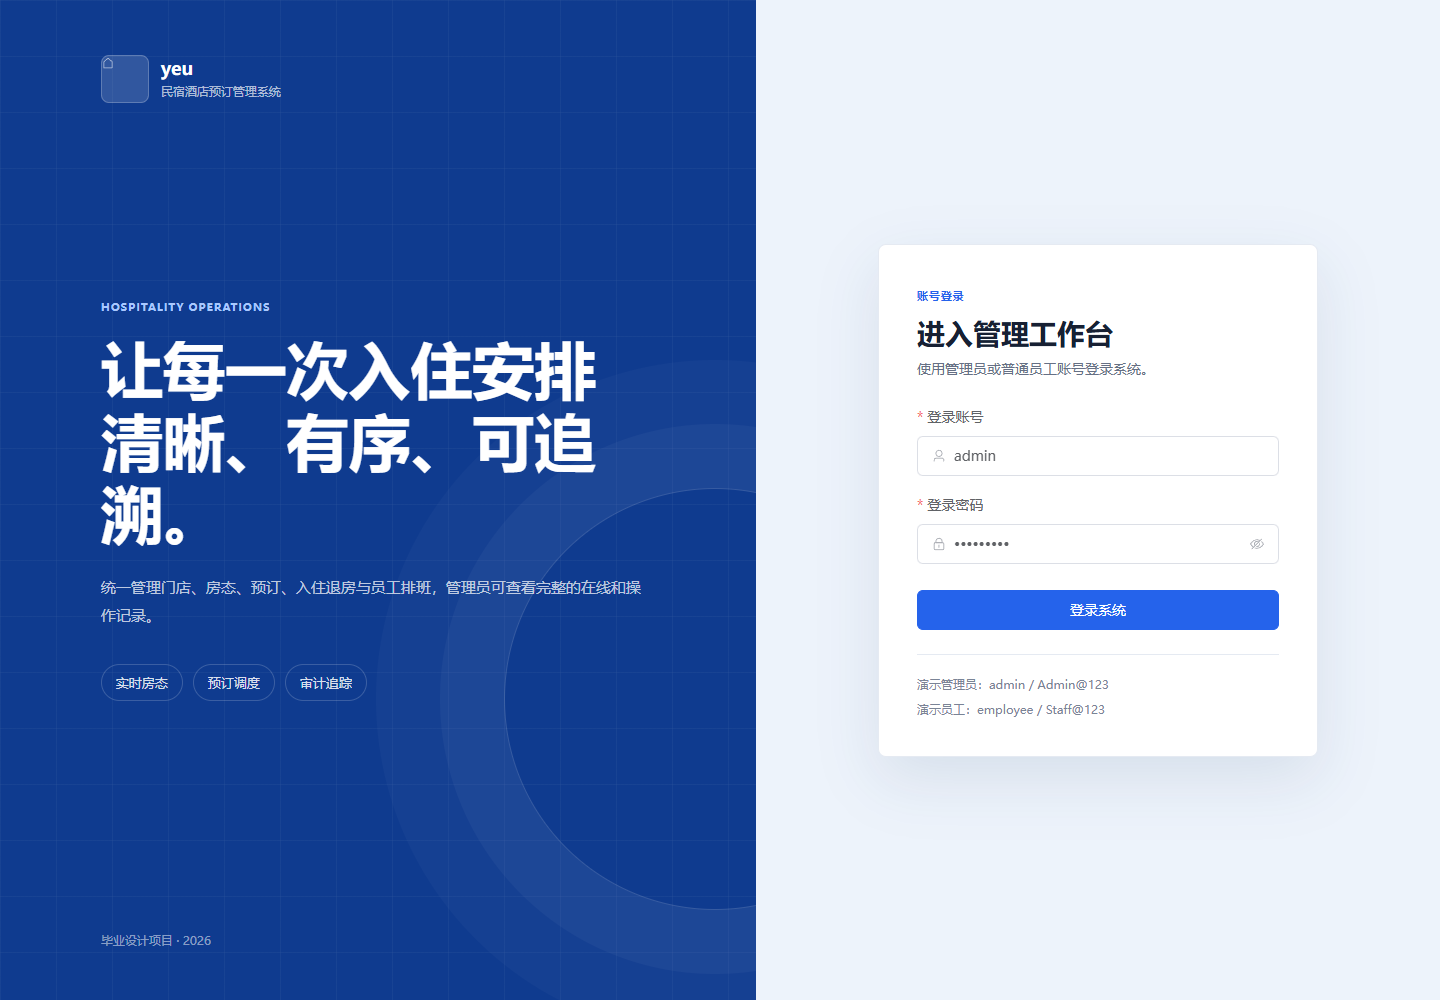 yeu
民宿酒店预订管理系统
HOSPITALITY OPERATIONS
让每一次入住安排
清晰、有序、可追
溯。
统一管理门店、房态、预订、入住退房与员工排班，管理员可查看完整的在线和操
作记录。
实时房态 预订调度 审计追踪
毕业设计项目 · 2026
账号登录
进入管理工作台
使用管理员或普通员工账号登录系统。
* 登录账号
admin
* 登录密码
•••••••••
登录系统
演示管理员：admin / Admin@123
演示员工：employee / Staff@123